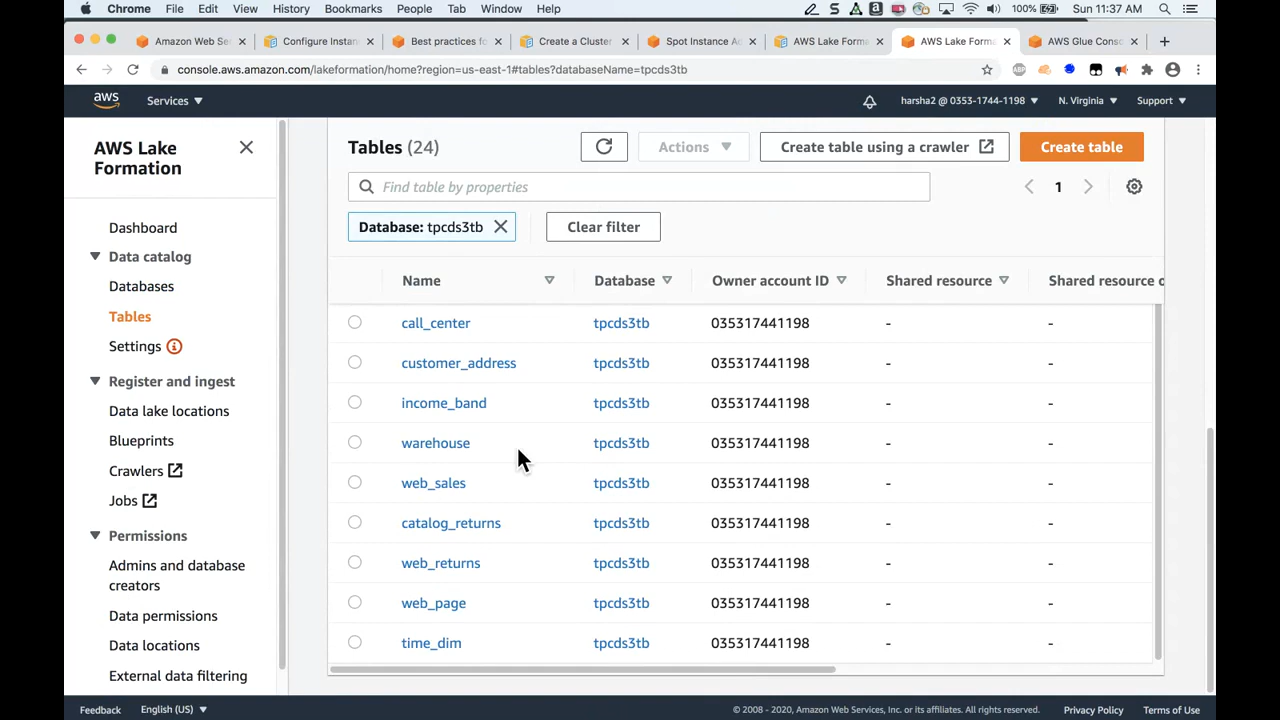 Chrome File Edit View History Bookmarks People Tab Window Help 100% Sun 11:37 AM
Amazon Web Se Configure Instan Best practices fo Create a Cluster Spot Instance Ad AWS Lake Forma AWS Lake Forma AWS Glue Conso
console.aws.amazon.com/lakeformation/home?region=us-east-1#tables?databaseName=tpcds3tb
aws Services harsha2 @ 0353-1744-1198 N. Virginia Support
AWS Lake
Formation
Dashboard
Data catalog
Databases
Tables
Settings
Register and ingest
Data lake locations
Blueprints
Crawlers
Jobs
Permissions
Admins and database
creators
Data permissions
Data locations
External data filtering
Tables (24) Actions Create table using a crawler Create table
Find table by properties 1
Database: tpcds3tb Clear filter
Name Database Owner account ID Shared resource Shared resource o
call_center tpcds3tb 035317441198 - -
customer_address tpcds3tb 035317441198 - -
income_band tpcds3tb 035317441198 - -
warehouse tpcds3tb 035317441198 - -
web_sales tpcds3tb 035317441198 - -
catalog_returns tpcds3tb 035317441198 - -
web_returns tpcds3tb 035317441198 - -
web_page tpcds3tb 035317441198 - -
time_dim tpcds3tb 035317441198 - -
Feedback English (US) © 2008 - 2020, Amazon Web Services, Inc. or its affiliates. All rights reserved. Privacy Policy Terms of Use